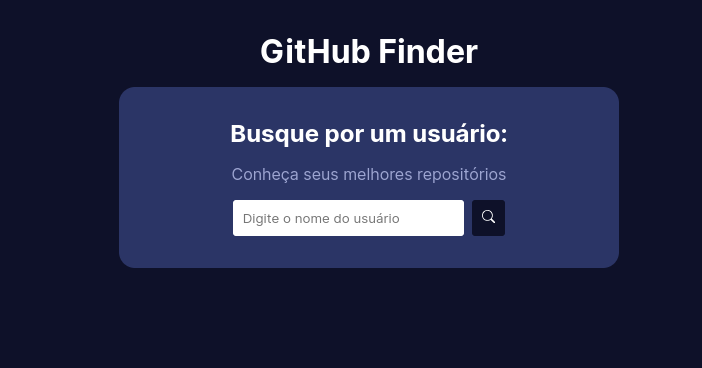 GitHub Finder
Busque por um usuário:
Conheça seus melhores repositórios
Digite o nome do usuário